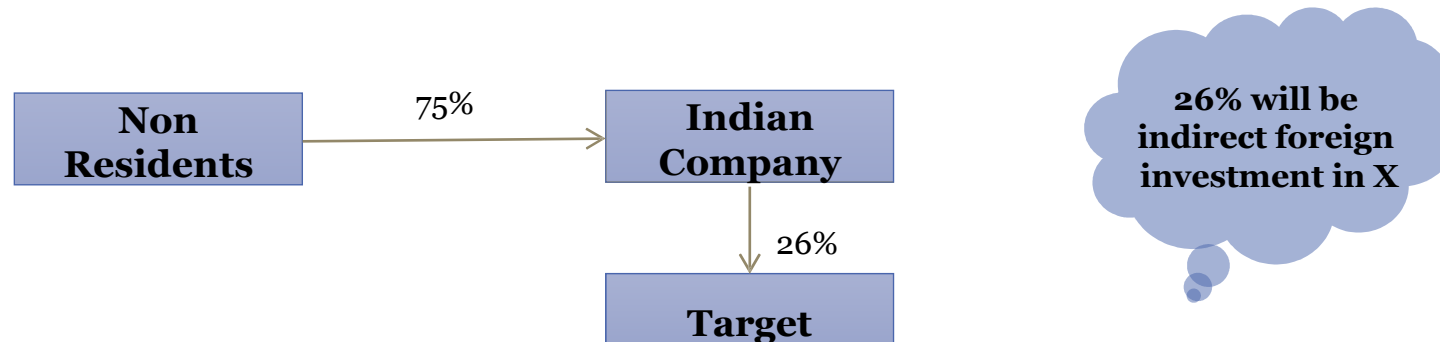 Non
Residents
75%
Indian
Company
26%
Target
26% will be
indirect foreign
investment in X